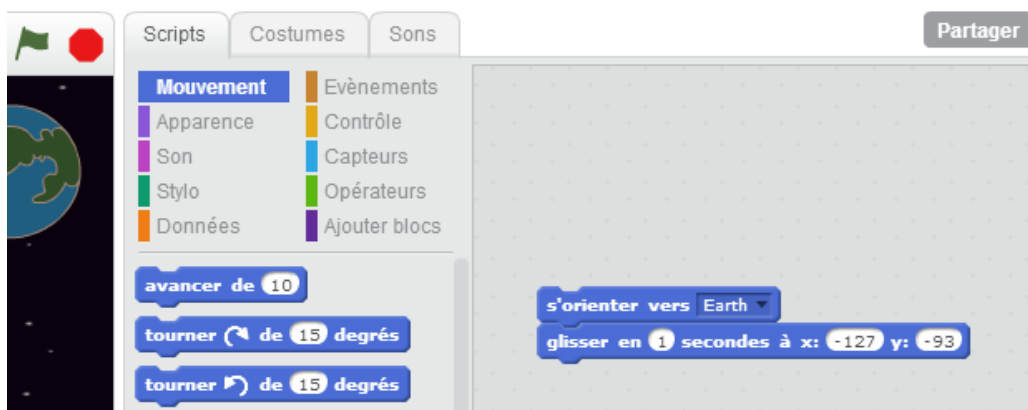 Scripts Costumes Sons
Partager
Mouvement Evènements
Apparence Contrôle
Son Capteurs
Stylo Opérateurs
Données Ajouter blocs
avancer de 10
tourner de 15 degrés
tourner de 15 degrés
s'orienter vers Earth
glisser en 1 secondes à x: -127 y: -93